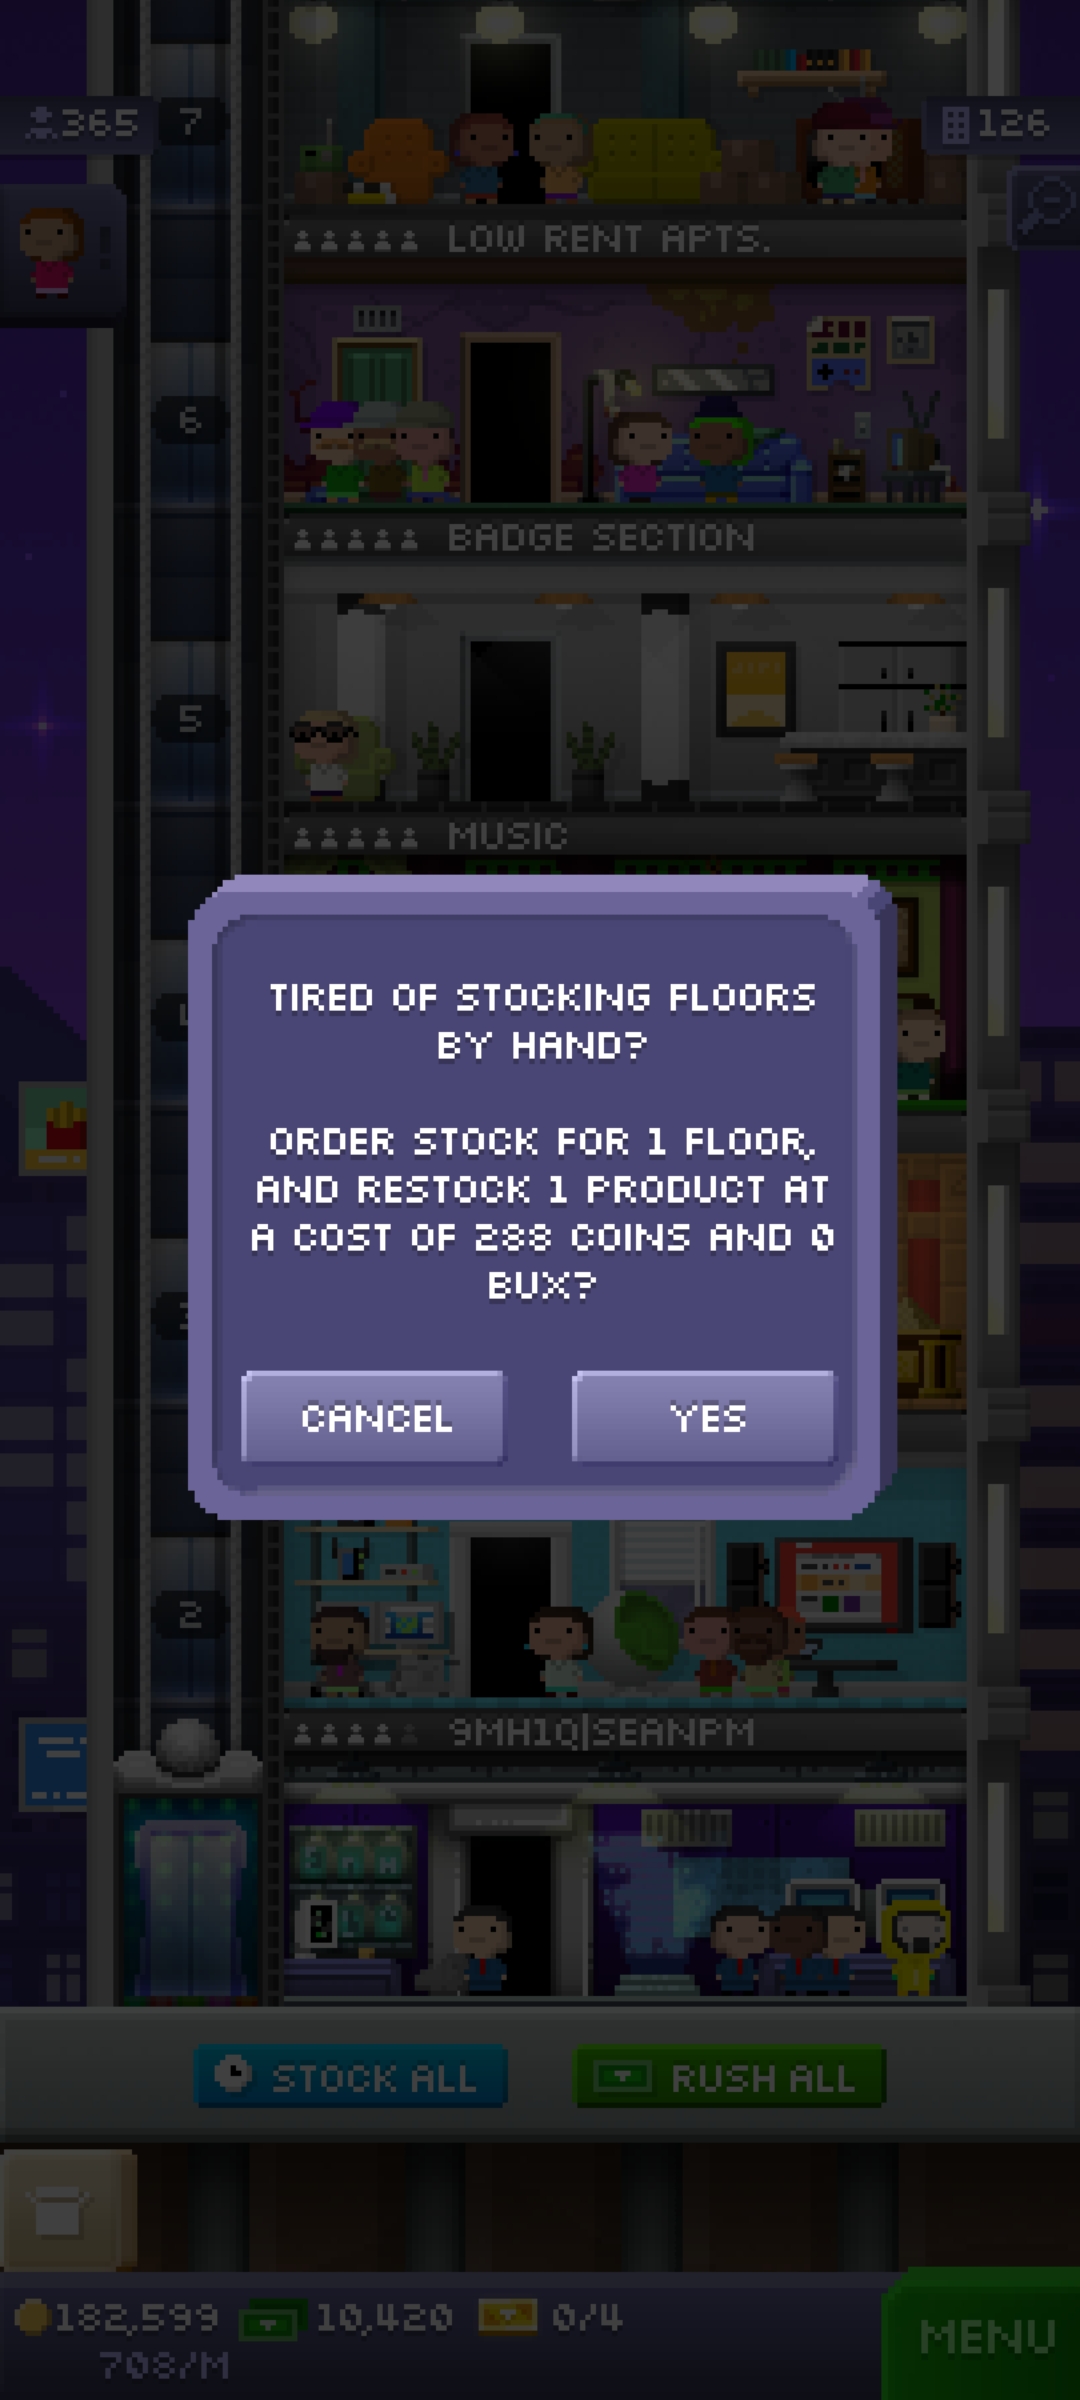 365
7
126
LOW RENT APTS.
6
BADGE SECTION
5
MUSIC
TIRED OF STOCKING FLOORS
BY HAND?
ORDER STOCK FOR 1 FLOOR,
AND RESTOCK 1 PRODUCT AT
A COST OF 288 COINS AND 0
BUX?
CANCEL
YES
2
9MH1Q|SEANPM
STOCK ALL
RUSH ALL
182,599
10,420
0/4
708/M
MENU